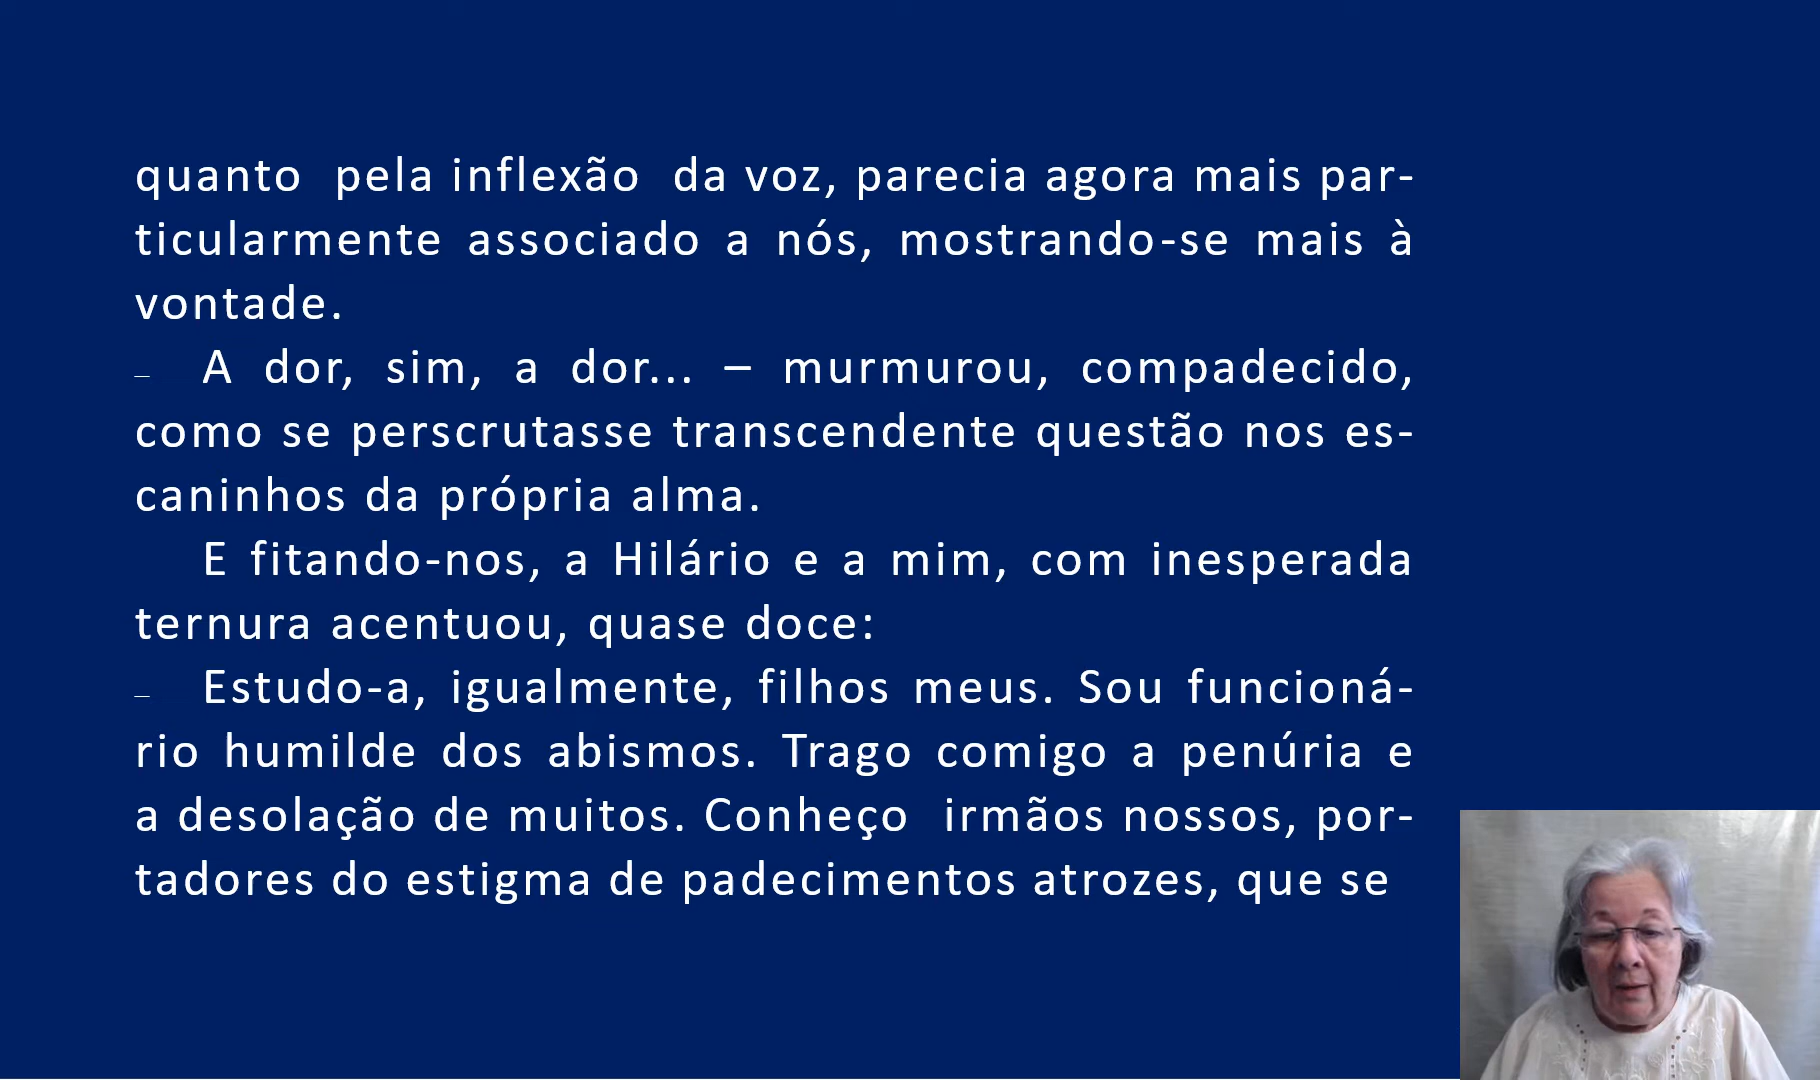 quanto pela inflexão da voz, parecia agora mais par-
ticularmente associado a nós, mostrando-se mais à
vontade.
– A dor, sim, a dor... – murmurou, compadecido,
como se perscrutasse transcendente questão nos es-
caninhos da própria alma.
E fitando-nos, a Hilário e a mim, com inesperada
ternura acentuou, quase doce:
– Estudo-a, igualmente, filhos meus. Sou funcioná-
rio humilde dos abismos. Trago comigo a penúria e
a desolação de muitos. Conheço irmãos nossos, por-
tadores do estigma de padecimentos atrozes, que se